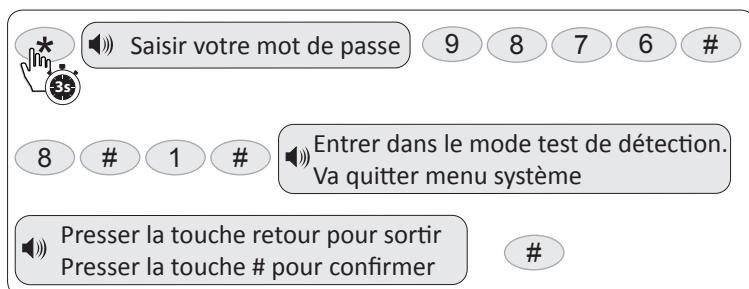 * Saisir votre mot de passe 9 8 7 6 #
3s
8 # 1 # Entrer dans le mode test de détection.
Va quitter menu système
Presser la touche retour pour sortir
Presser la touche # pour confirmer #